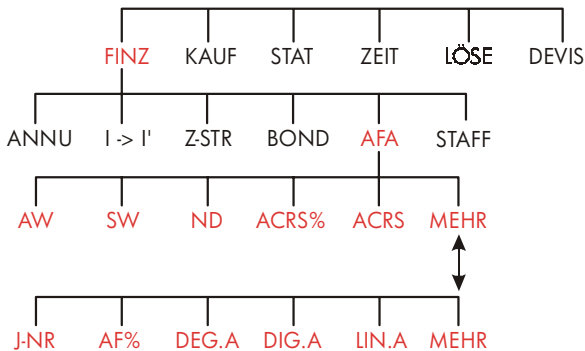 FINZ KAUF STAT ZEIT LÖSE DEVIS
ANNU I -> I' Z-STR BOND AFA STAFF
AW SW ND ACRS% ACRS MEHR
J-NR AF% DEG.A DIG.A LIN.A MEHR